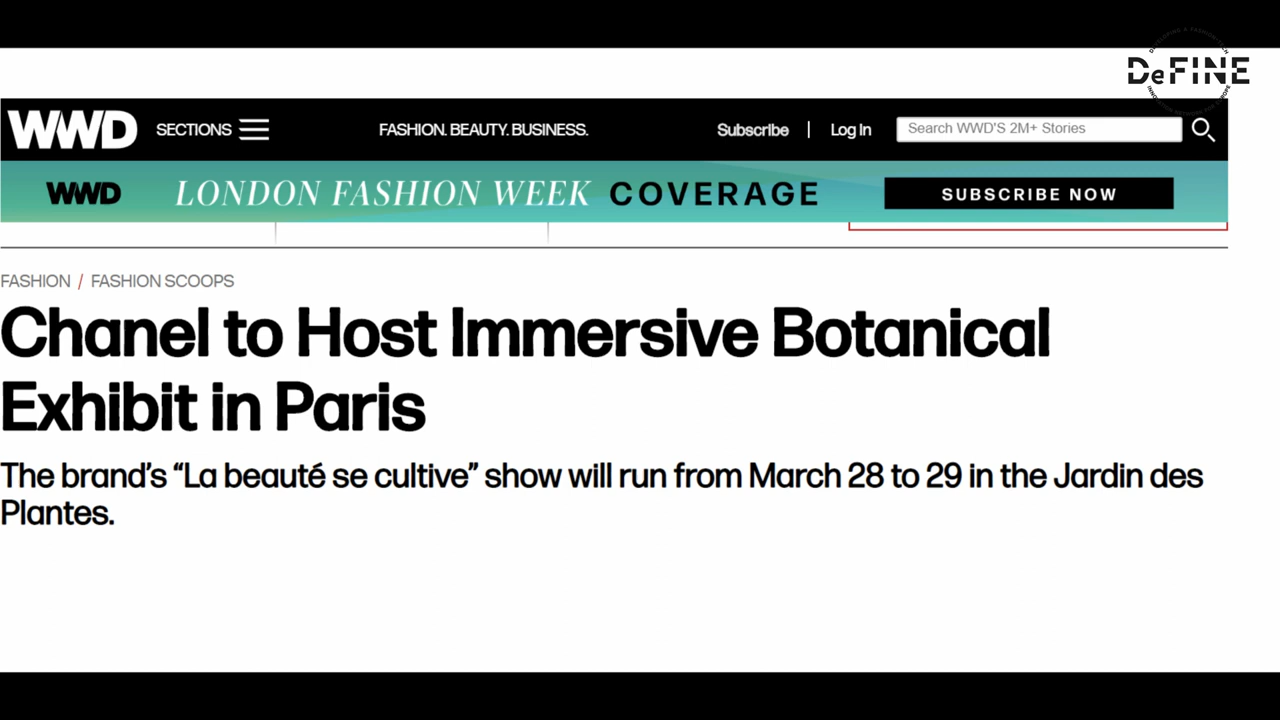 DeFINE
WWD SECTIONS FASHION. BEAUTY. BUSINESS. Subscribe | Log In Search WWD'S 2M+ Stories
WWD LONDON FASHION WEEK COVERAGE SUBSCRIBE NOW
FASHION / FASHION SCOOPS
Chanel to Host Immersive Botanical
Exhibit in Paris
The brand’s “La beauté se cultive” show will run from March 28 to 29 in the Jardin des
Plantes.